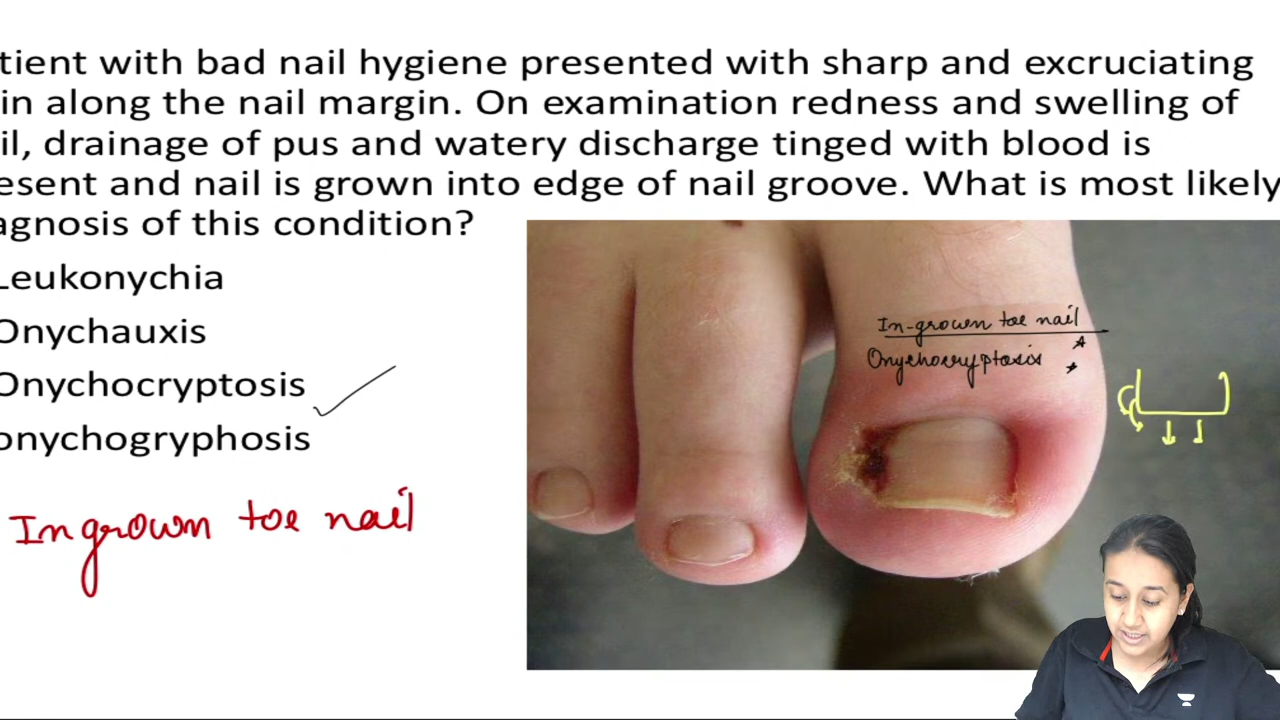 tient with bad nail hygiene presented with sharp and excruciating
in along the nail margin. On examination redness and swelling of
il, drainage of pus and watery discharge tinged with blood is
esent and nail is grown into edge of nail groove. What is most likely
agnosis of this condition?
Leukonychia
Onychauxis
Onychocryptosis
onychogryphosis
In-grown toe nail
Onychocryptosis
Ingrown toe nail